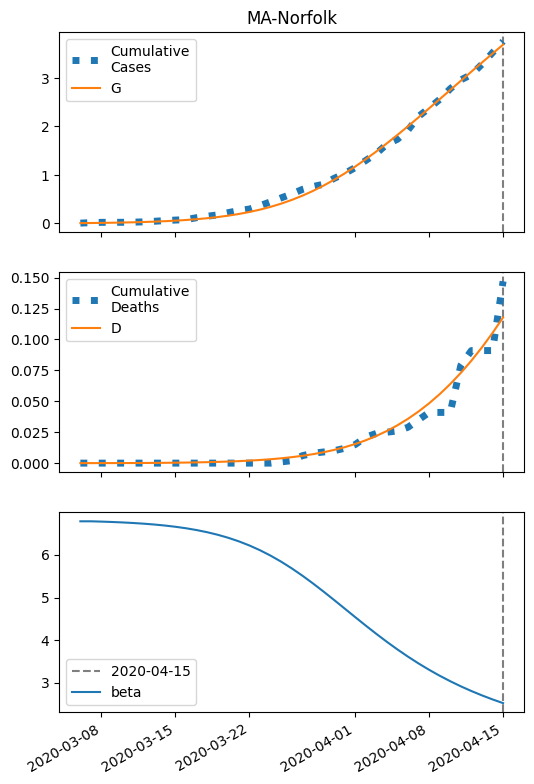 MA-Norfolk
Cumulative
Cases
G
3
2
1
0
Cumulative
Deaths
D
0.150
0.125
0.100
0.075
0.050
0.025
0.000
6
5
4
3
2020-04-15
beta
2020-03-08
2020-03-15
2020-03-22
2020-04-01
2020-04-08
2020-04-15